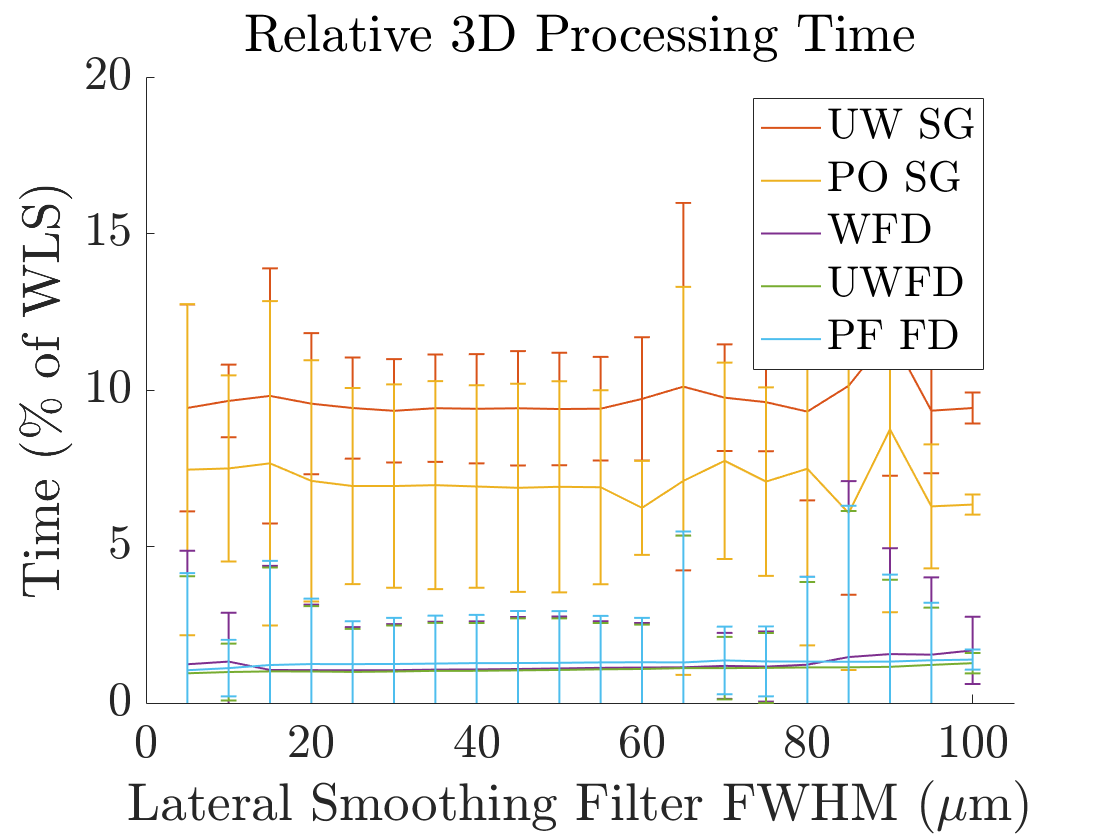 Relative 3D Processing Time
20
15
10
5
0
Time (% of WLS)
UW SG
PO SG
WFD
UWFD
PF FD
0 20 40 60 80 100
Lateral Smoothing Filter FWHM (μm)